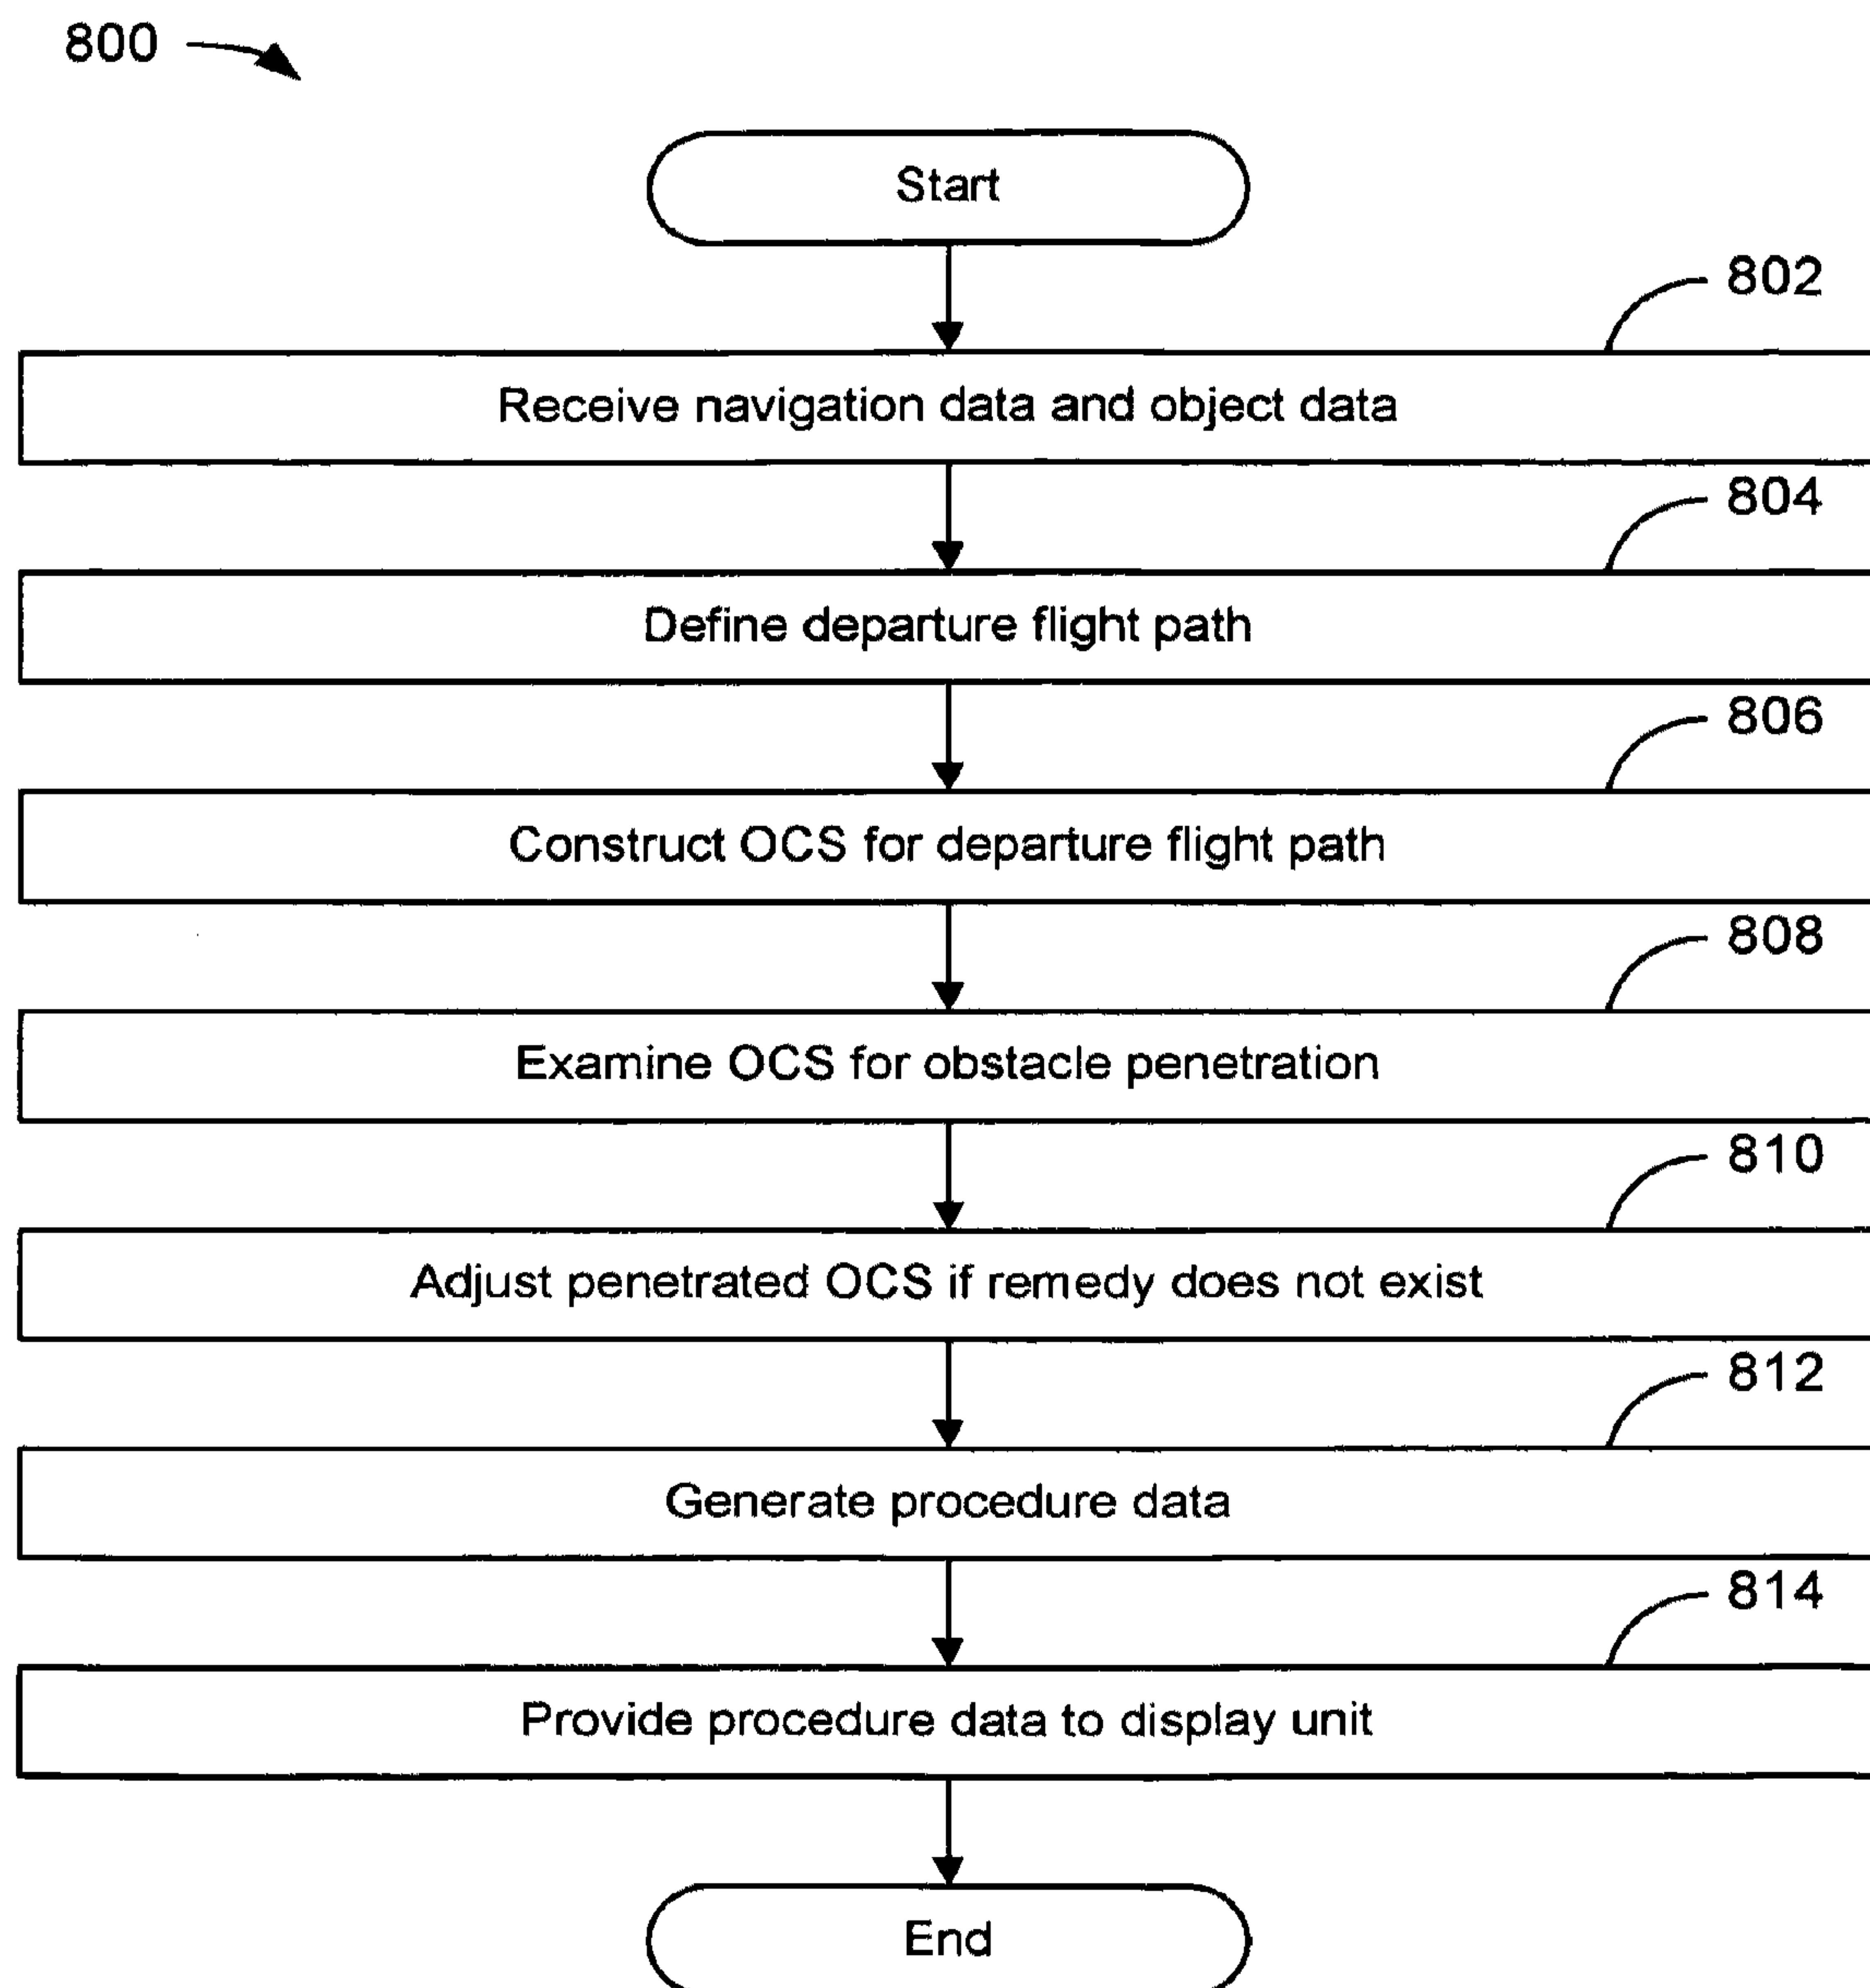 800
Start
802
Receive navigation data and object data
804
Define departure flight path
806
Construct OCS for departure flight path
808
Examine OCS for obstacle penetration
810
Adjust penetrated OCS if remedy does not exist
812
Generate procedure data
814
Provide procedure data to display unit
End